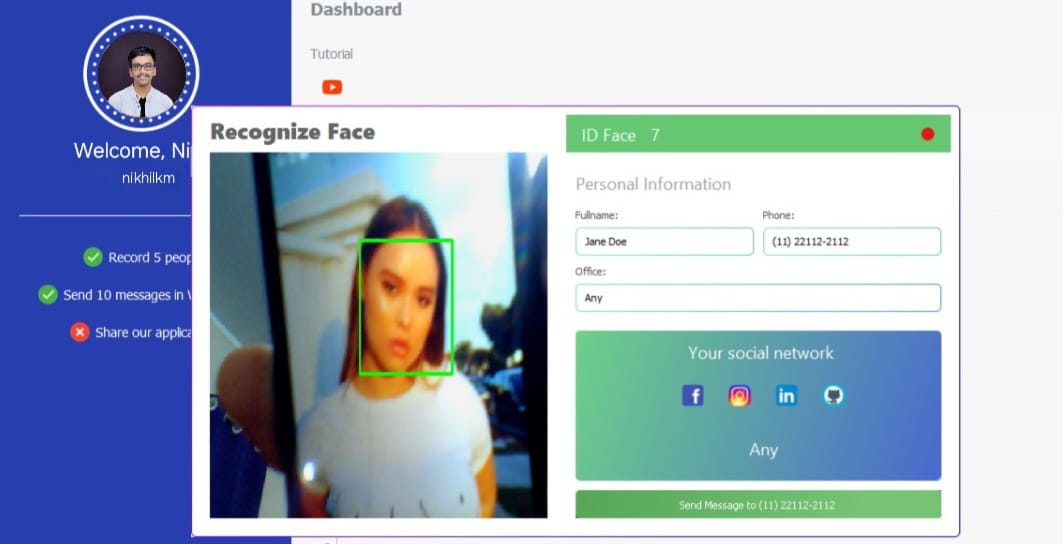 Dashboard
Tutorial
Welcome, Ni
nikhilkm
Record 5 peop
Send 10 messages in
Share our applica
Recognize Face
ID Face 7
Personal Information
Fullname:
Phone:
Jane Doe
(11) 22112-2112
Office:
Any
Your social network
f
in
Any
Send Message to (11) 22112-2112